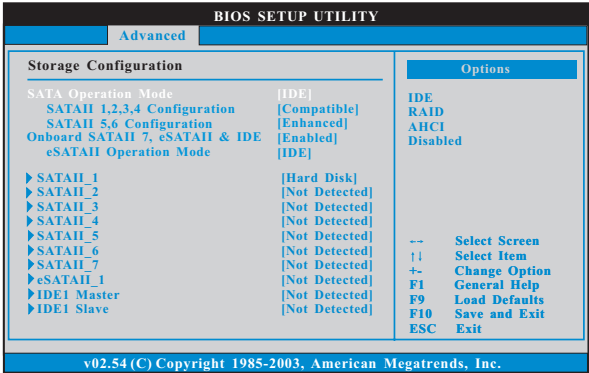 BIOS SETUP UTILITY
Advanced
Storage Configuration
SATA Operation Mode [IDE]
SATAII 1,2,3,4 Configuration [Compatible]
SATAII 5,6 Configuration [Enhanced]
Onboard SATAII 7, eSATAII & IDE [Enabled]
eSATAII Operation Mode [IDE]
SATAII_1 [Hard Disk]
SATAII_2 [Not Detected]
SATAII_3 [Not Detected]
SATAII_4 [Not Detected]
SATAII_5 [Not Detected]
SATAII_6 [Not Detected]
SATAII_7 [Not Detected]
eSATAII_1 [Not Detected]
IDE1 Master [Not Detected]
IDE1 Slave [Not Detected]
Options
IDE
RAID
AHCI
Disabled
←→ Select Screen
↑↓ Select Item
+- Change Option
F1 General Help
F9 Load Defaults
F10 Save and Exit
ESC Exit
v02.54 (C) Copyright 1985-2003, American Megatrends, Inc.